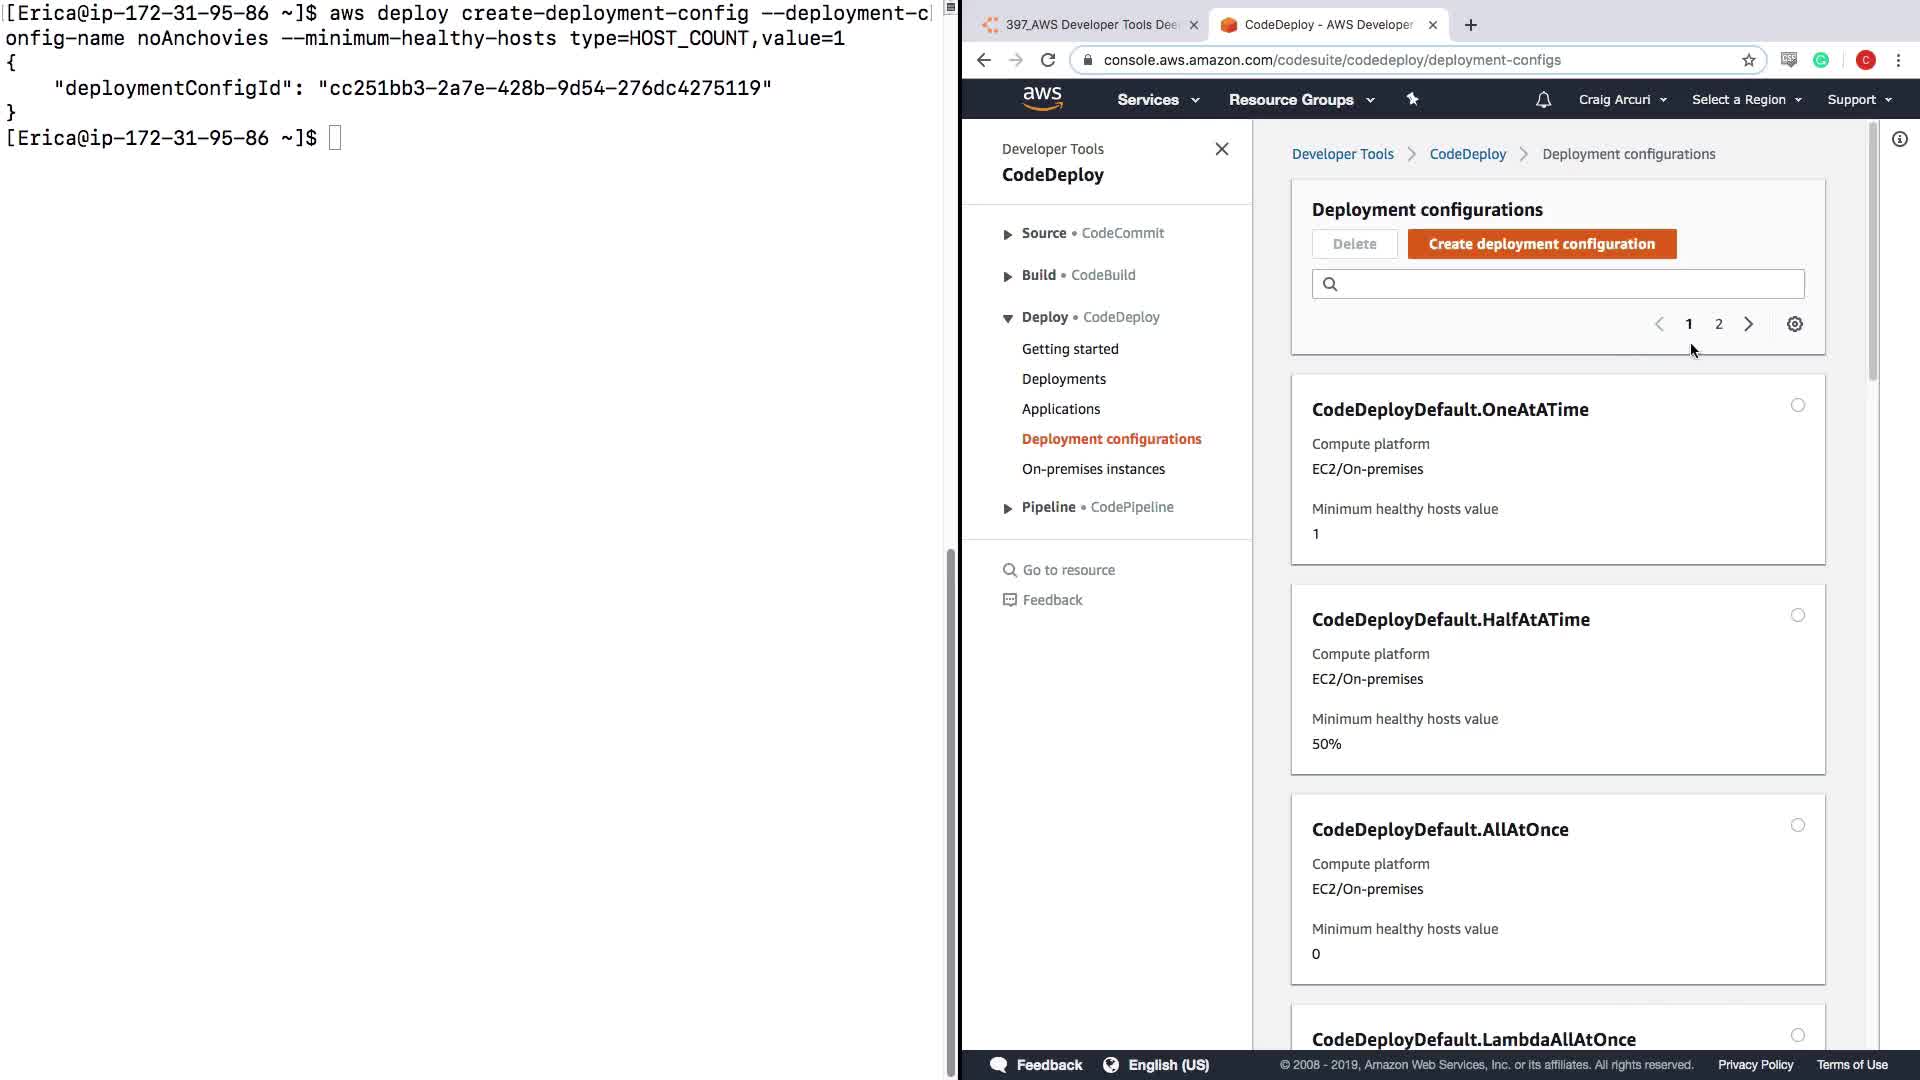 [Erica@ip-172-31-95-86 ~]$ aws deploy create-deployment-config --deployment-c
onfig-name noAnchovies --minimum-healthy-hosts type=HOST_COUNT,value=1
{
    "deploymentConfigId": "cc251bb3-2a7e-428b-9d54-276dc4275119"
}
[Erica@ip-172-31-95-86 ~]$
397_AWS Developer Tools Dee
CodeDeploy - AWS Developer
console.aws.amazon.com/codesuite/codedeploy/deployment-configs
C
aws
Services
Resource Groups
Craig Arcuri
Select a Region
Support
Developer Tools
CodeDeploy
Source • CodeCommit
Build • CodeBuild
Deploy • CodeDeploy
Getting started
Deployments
Applications
Deployment configurations
On-premises instances
Pipeline • CodePipeline
Go to resource
Feedback
Developer Tools > CodeDeploy > Deployment configurations
Deployment configurations
Delete
Create deployment configuration
1 2
CodeDeployDefault.OneAtATime
Compute platform
EC2/On-premises
Minimum healthy hosts value
1
CodeDeployDefault.HalfAtATime
Compute platform
EC2/On-premises
Minimum healthy hosts value
50%
CodeDeployDefault.AllAtOnce
Compute platform
EC2/On-premises
Minimum healthy hosts value
0
CodeDeployDefault.LambdaAllAtOnce
Feedback
English (US)
© 2008 - 2019, Amazon Web Services, Inc. or its affiliates. All rights reserved.
Privacy Policy
Terms of Use